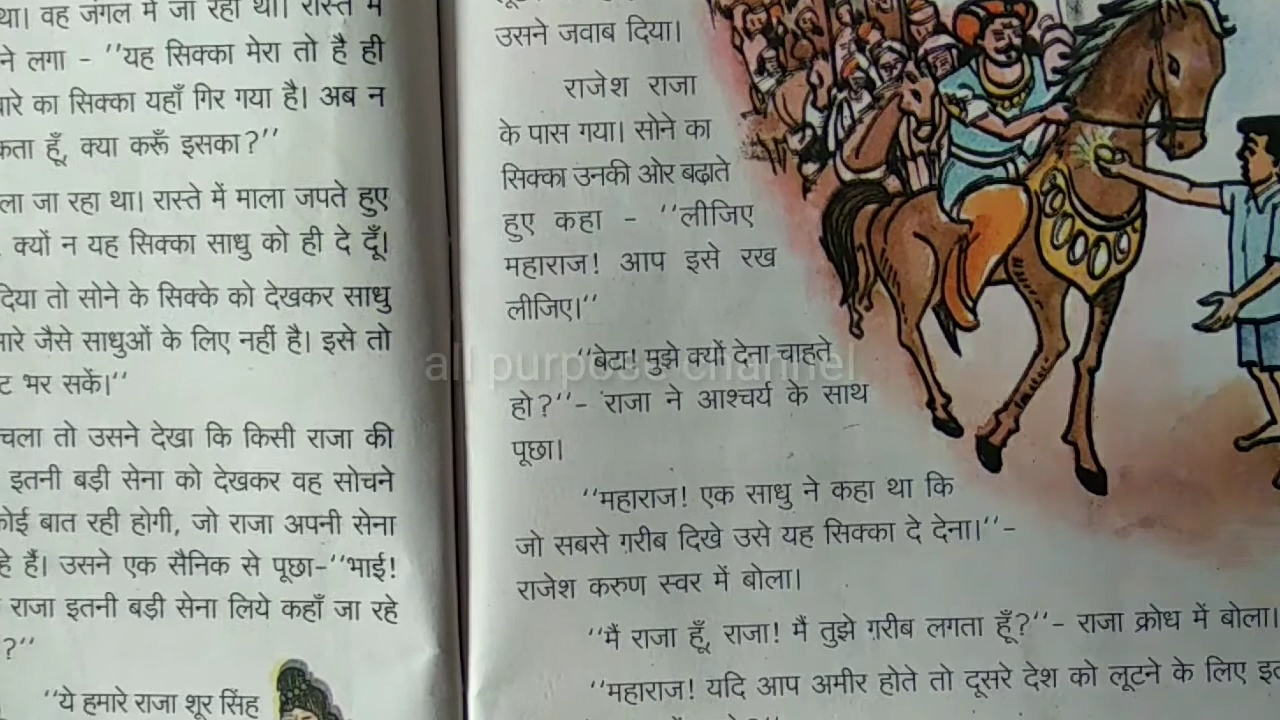 था। वह जंगल में जा रहा था। रास्ते में
ने लगा - ''यह सिक्का मेरा तो है ही
का सिक्का यहाँ गिर गया है। अब न
हूँ, क्या करूँ इसका?''
जा रहा था। रास्ते में माला जपते हुए
क्यों न यह सिक्का साधु को ही दे दूँ।
दिया तो सोने के सिक्के को देखकर साधु
जैसे साधुओं के लिए नहीं है। इसे तो
भर सकें।''
चला तो उसने देखा कि किसी राजा की
इतनी बड़ी सेना को देखकर वह सोचने
बात रही होगी, जो राजा अपनी सेना
हैं। उसने एक सैनिक से पूछा-''भाई!
राजा इतनी बड़ी सेना लिये कहाँ जा रहे
?''
''ये हमारे राजा शूर सिंह
उसने जवाब दिया।
राजेश राजा
के पास गया। सोने का
सिक्का उनकी ओर बढ़ाते
हुए कहा - ''लीजिए
महाराज! आप इसे रख
लीजिए।''
''बेटा! मुझे क्यों देना चाहते
हो?''- राजा ने आश्चर्य के साथ
पूछा।
''महाराज! एक साधु ने कहा था कि
जो सबसे ग़रीब दिखे उसे यह सिक्का दे देना।''-
राजेश करुण स्वर में बोला।
''मैं राजा हूँ, राजा! मैं तुझे ग़रीब लगता हूँ?''- राजा क्रोध में बोला।
''महाराज! यदि आप अमीर होते तो दूसरे देश को लूटने के लिए
all purpose channel